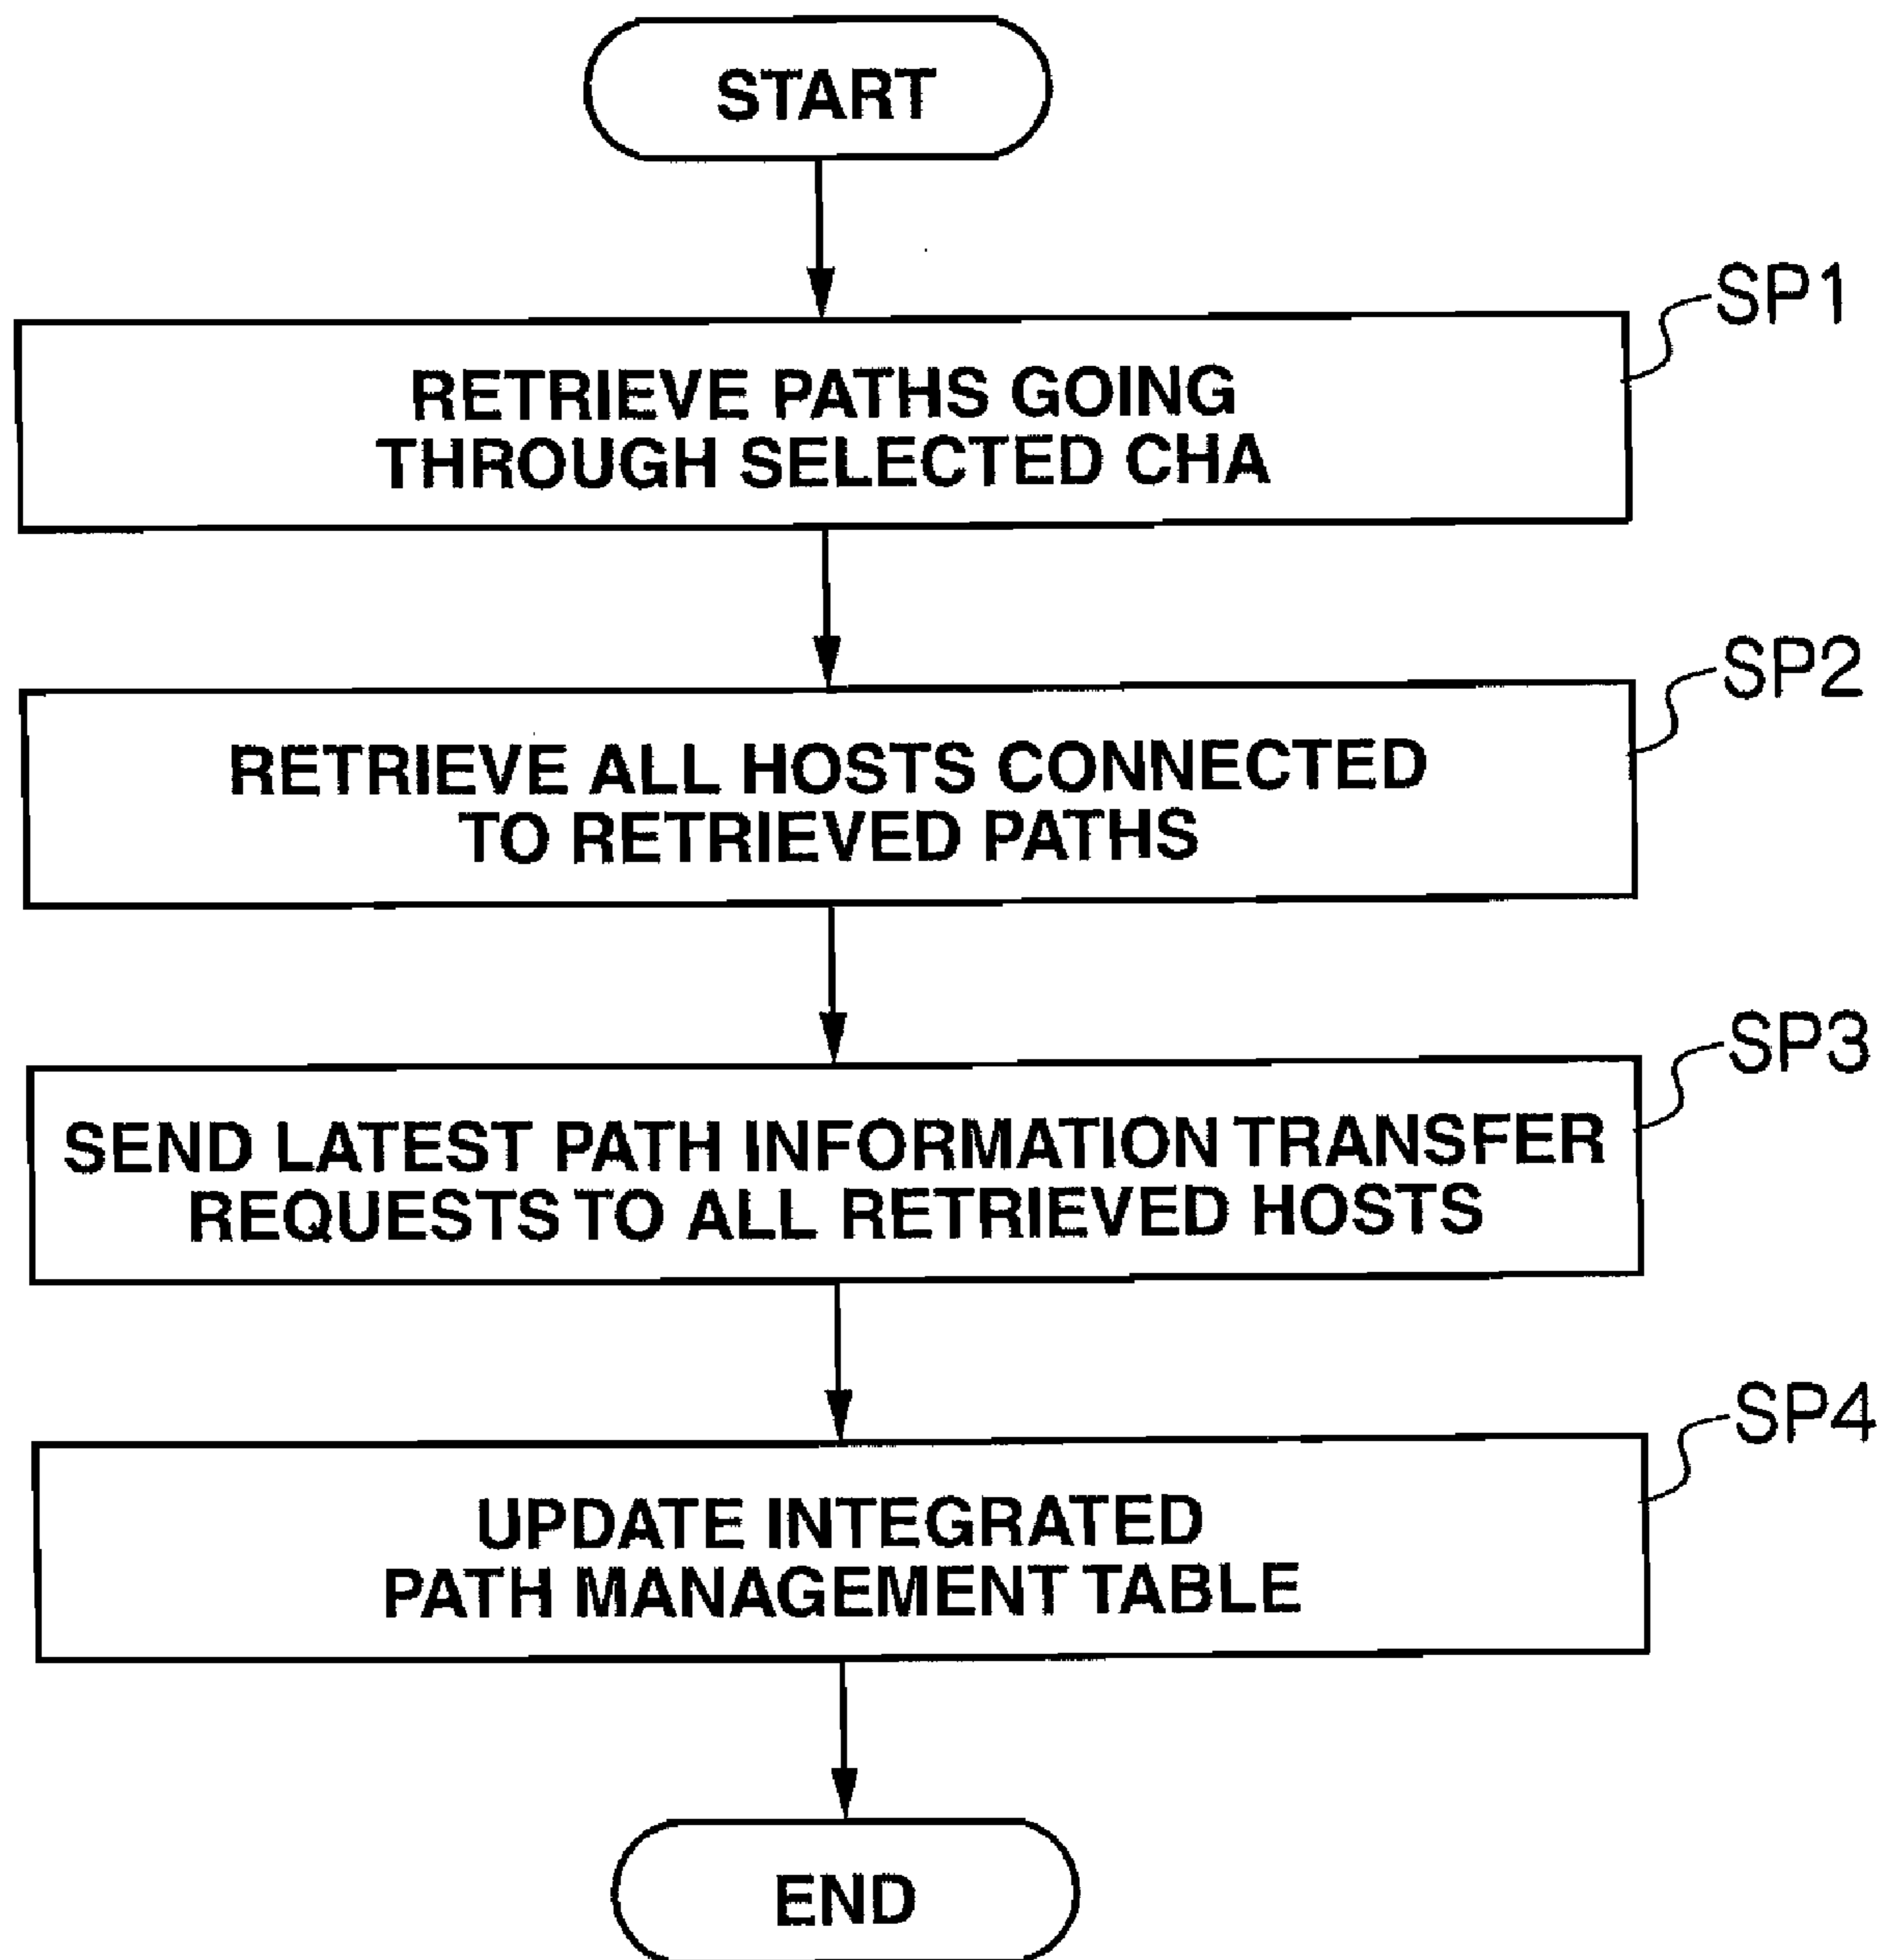 START
SP1
RETRIEVE PATHS GOING
THROUGH SELECTED CHA
SP2
RETRIEVE ALL HOSTS CONNECTED
TO RETRIEVED PATHS
SP3
SEND LATEST PATH INFORMATION TRANSFER
REQUESTS TO ALL RETRIEVED HOSTS
SP4
UPDATE INTEGRATED
PATH MANAGEMENT TABLE
END